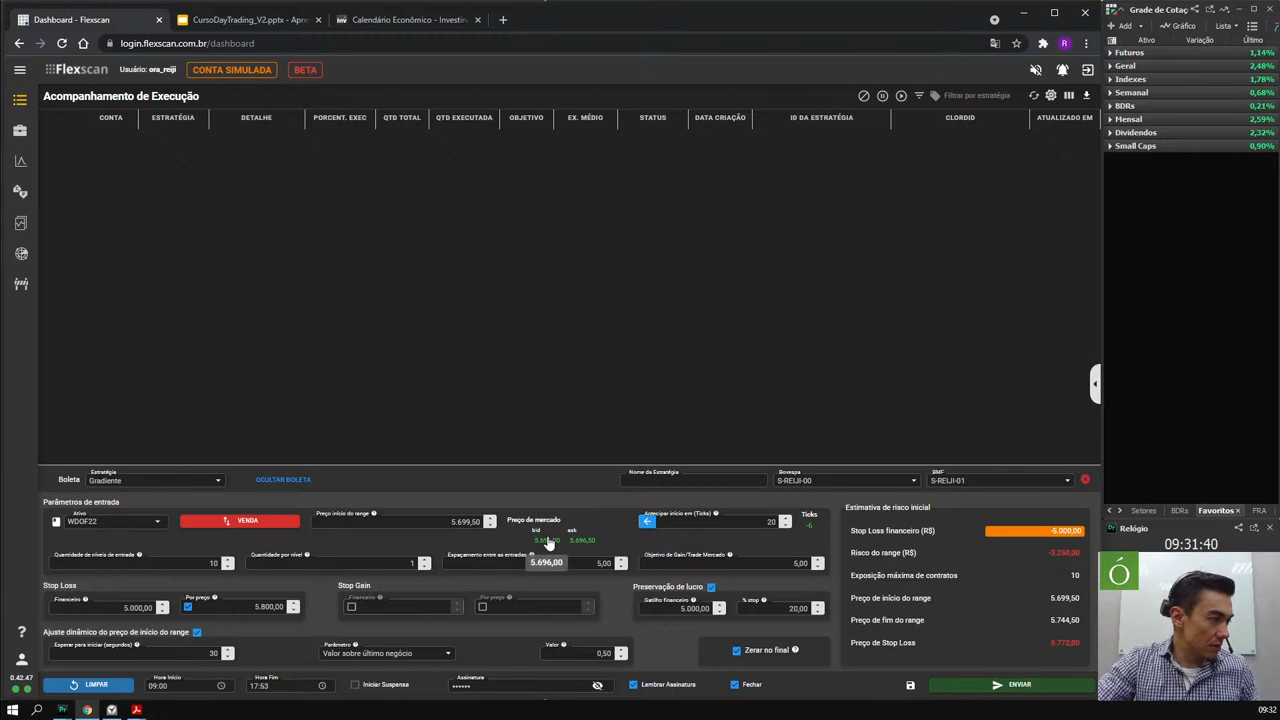 Dashboard - Flexscan
CursoDayTrading_V2.pptx - Apre
Calendário Econômico - Investing
login.flexscan.com.br/dashboard
R
Flexscan
Usuário: ora_reiji
CONTA SIMULADA
BETA
Acompanhamento de Execução
Filtrar por estratégia
CONTA
ESTRATÉGIA
DETALHE
PORCENT. EXEC
QTD TOTAL
QTD EXECUTADA
OBJETIVO
EX. MÉDIO
STATUS
DATA CRIAÇÃO
ID DA ESTRATÉGIA
CLORDID
ATUALIZADO EM
Boleta
Estratégia
Gradiente
OCULTAR BOLETA
Nome da Estratégia
Bovespa
S-REIJI-00
BMF
S-REIJI-01
Parâmetros de entrada
Ativo
WDOF22
VENDA
Preço início do range
5.699,50
Preço de mercado
bid
ask
5.696,50
5.696,00
Antecipar início em (Ticks)
20
Ticks
-6
Quantidade de níveis de entrada
10
Quantidade por nível
1
Espaçamento entre as entradas
5,00
Objetivo de Gain/Trade Mercado
5,00
Stop Loss
Financeiro
5.000,00
Por preço
5.800,00
Stop Gain
Financeiro
Por preço
Preservação de lucro
Gatilho financeiro
5.000,00
% stop
20,00
Ajuste dinâmico do preço de início do range
Esperar para iniciar (segundos)
30
Parâmetro
Valor sobre último negócio
Valor
0,50
Zerar no final
Estimativa de risco inicial
Stop Loss financeiro (R$)
-5.000,00
Risco do range (R$)
-3.250,00
Exposição máxima de contratos
10
Preço de início do range
5.699,50
Preço de fim do range
5.744,50
Preço de Stop Loss
5.772,00
LIMPAR
Hora Início
09:00
Hora Fim
17:53
Iniciar Suspensa
Assinatura
••••••
Lembrar Assinatura
Fechar
ENVIAR
0.42.47
Grade de Cotaç
Add
Gráfico
Lista
Ativo
Variação
Último
Futuros 1,14%
Geral 2,48%
Indexes 1,78%
Semanal 0,68%
BDRs 0,21%
Mensal 2,59%
Dividendos 2,32%
Small Caps 0,90%
Setores
BDRs
Favoritos
FRA
Relógio
09:31:40
Ó
09:32